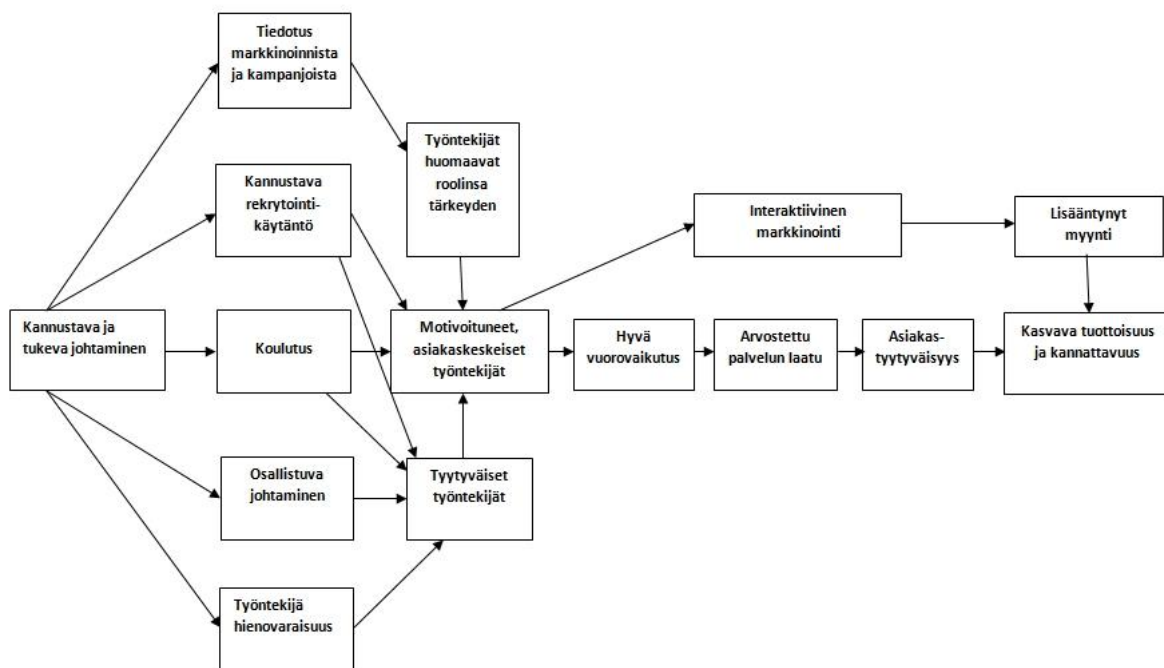 Tiedotus
markkinoinnista
ja kampanjoista
Työntekijät
huomaavat
roolinsa
tärkeyden
Kannustava
rekrytointi-
käytäntö
Interaktiivinen
markkinointi
Lisääntynyt
myynti
Kannustava ja
tukeva johtaminen
Koulutus
Motivoituneet,
asiakaskeskeiset
työntekijät
Hyvä
vuorovaikutus
Arvostettu
palvelun laatu
Asiakas-
tyytyväisyys
Kasvava tuottoisuus
ja kannattavuus
Osallistuva
johtaminen
Tyytyväiset
työntekijät
Työntekijä
hienovaraisuus